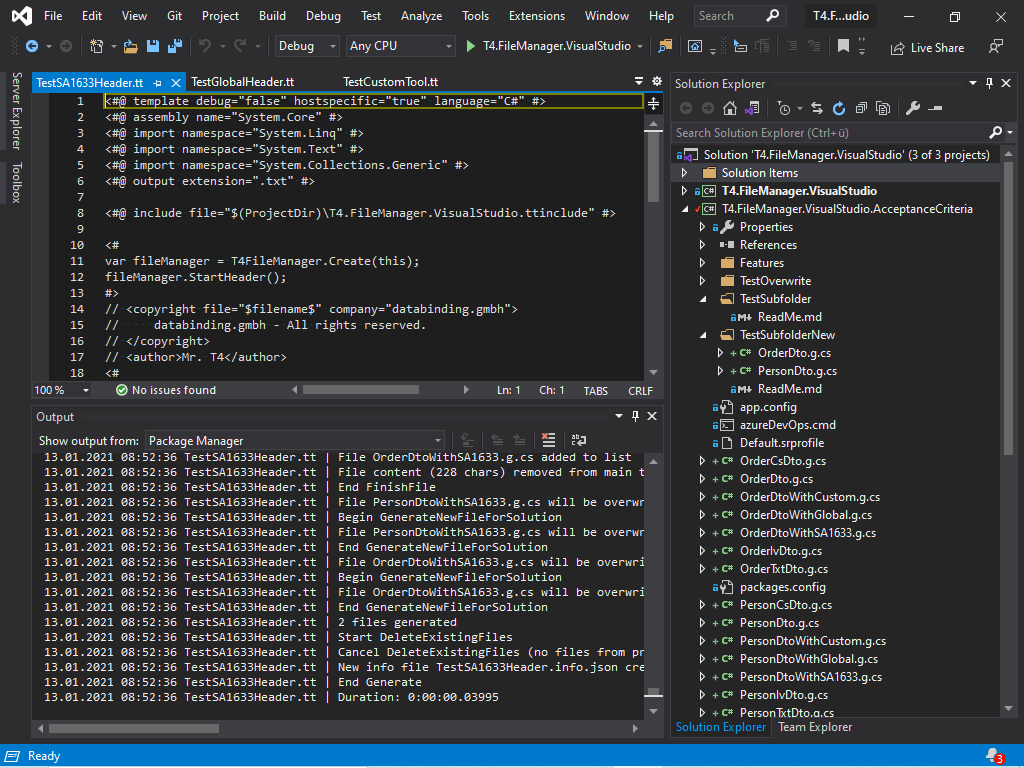 File Edit View Git Project Build Debug Test Analyze Tools Extensions Window Help Search T4.F...udio
Debug Any CPU T4.FileManager.VisualStudio Live Share
Server Explorer
Toolbox
TestSA1633Header.tt TestGlobalHeader.tt TestCustomTool.tt
1 <#@ template debug="false" hostspecific="true" language="C#" #>
2 <#@ assembly name="System.Core" #>
3 <#@ import namespace="System.Linq" #>
4 <#@ import namespace="System.Text" #>
5 <#@ import namespace="System.Collections.Generic" #>
6 <#@ output extension=".txt" #>
7
8 <#@ include file="$(ProjectDir)\T4.FileManager.VisualStudio.ttinclude" #>
9
10 <#
11 var fileManager = T4FileManager.Create(this);
12 fileManager.StartHeader();
13 #>
14 // <copyright file="$filename$" company="databinding.gmbh">
15 //     databinding.gmbh - All rights reserved.
16 // </copyright>
17 // <author>Mr. T4</author>
18 <#
100 % No issues found Ln: 1 Ch: 1 TABS CRLF
Output
Show output from: Package Manager
13.01.2021 08:52:36 TestSA1633Header.tt | File OrderDtoWithSA1633.g.cs added to list
13.01.2021 08:52:36 TestSA1633Header.tt | File content (228 chars) removed from main t
13.01.2021 08:52:36 TestSA1633Header.tt | End FinishFile
13.01.2021 08:52:36 TestSA1633Header.tt | File PersonDtoWithSA1633.g.cs will be overwr
13.01.2021 08:52:36 TestSA1633Header.tt | Begin GenerateNewFileForSolution
13.01.2021 08:52:36 TestSA1633Header.tt | File PersonDtoWithSA1633.g.cs will be overwr
13.01.2021 08:52:36 TestSA1633Header.tt | End GenerateNewFileForSolution
13.01.2021 08:52:36 TestSA1633Header.tt | File OrderDtoWithSA1633.g.cs will be overwri
13.01.2021 08:52:36 TestSA1633Header.tt | Begin GenerateNewFileForSolution
13.01.2021 08:52:36 TestSA1633Header.tt | File OrderDtoWithSA1633.g.cs will be overwri
13.01.2021 08:52:36 TestSA1633Header.tt | End GenerateNewFileForSolution
13.01.2021 08:52:36 TestSA1633Header.tt | 2 files generated
13.01.2021 08:52:36 TestSA1633Header.tt | Start DeleteExistingFiles
13.01.2021 08:52:36 TestSA1633Header.tt | Cancel DeleteExistingFiles (no files from pr
13.01.2021 08:52:36 TestSA1633Header.tt | New info file TestSA1633Header.info.json cre
13.01.2021 08:52:36 TestSA1633Header.tt | End Generate
13.01.2021 08:52:36 TestSA1633Header.tt | Duration: 0:00:00.03995
Solution Explorer
Search Solution Explorer (Ctrl+ü)
Solution 'T4.FileManager.VisualStudio' (3 of 3 projects)
Solution Items
C# T4.FileManager.VisualStudio
C# T4.FileManager.VisualStudio.AcceptanceCriteria
Properties
References
Features
TestOverwrite
TestSubfolder
M↓ ReadMe.md
TestSubfolderNew
+ C# OrderDto.g.cs
+ C# PersonDto.g.cs
M↓ ReadMe.md
app.config
azureDevOps.cmd
Default.srprofile
+ C# OrderCsDto.g.cs
+ C# OrderDto.g.cs
+ C# OrderDtoWithCustom.g.cs
+ C# OrderDtoWithGlobal.g.cs
+ C# OrderDtoWithSA1633.g.cs
+ C# OrderIvDto.g.cs
+ C# OrderTxtDto.g.cs
packages.config
+ C# PersonCsDto.g.cs
+ C# PersonDto.g.cs
+ C# PersonDtoWithCustom.g.cs
+ C# PersonDtoWithGlobal.g.cs
+ C# PersonDtoWithSA1633.g.cs
+ C# PersonIvDto.g.cs
+ C# PersonTxtDto.g.cs
Solution Explorer Team Explorer
Ready 3